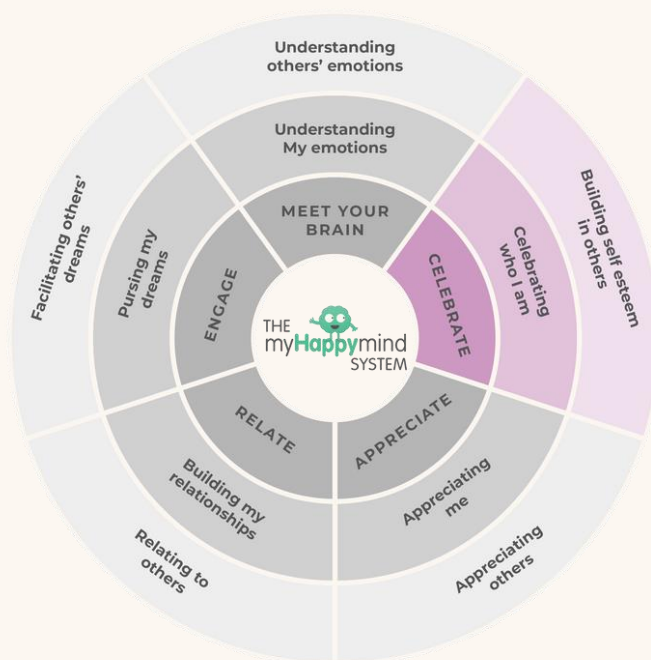 Understanding
others' emotions
Understanding
My emotions
MEET YOUR
BRAIN
Building self esteem
in others
Celebrating
who I am
CELEBRATE
Facilitating others'
dreams
Pursing my
dreams
ENGAGE
THE
myHappymind
SYSTEM
RELATE
APPRECIATE
Building my
relationships
Appreciating
me
Relating to
others
Appreciating
others